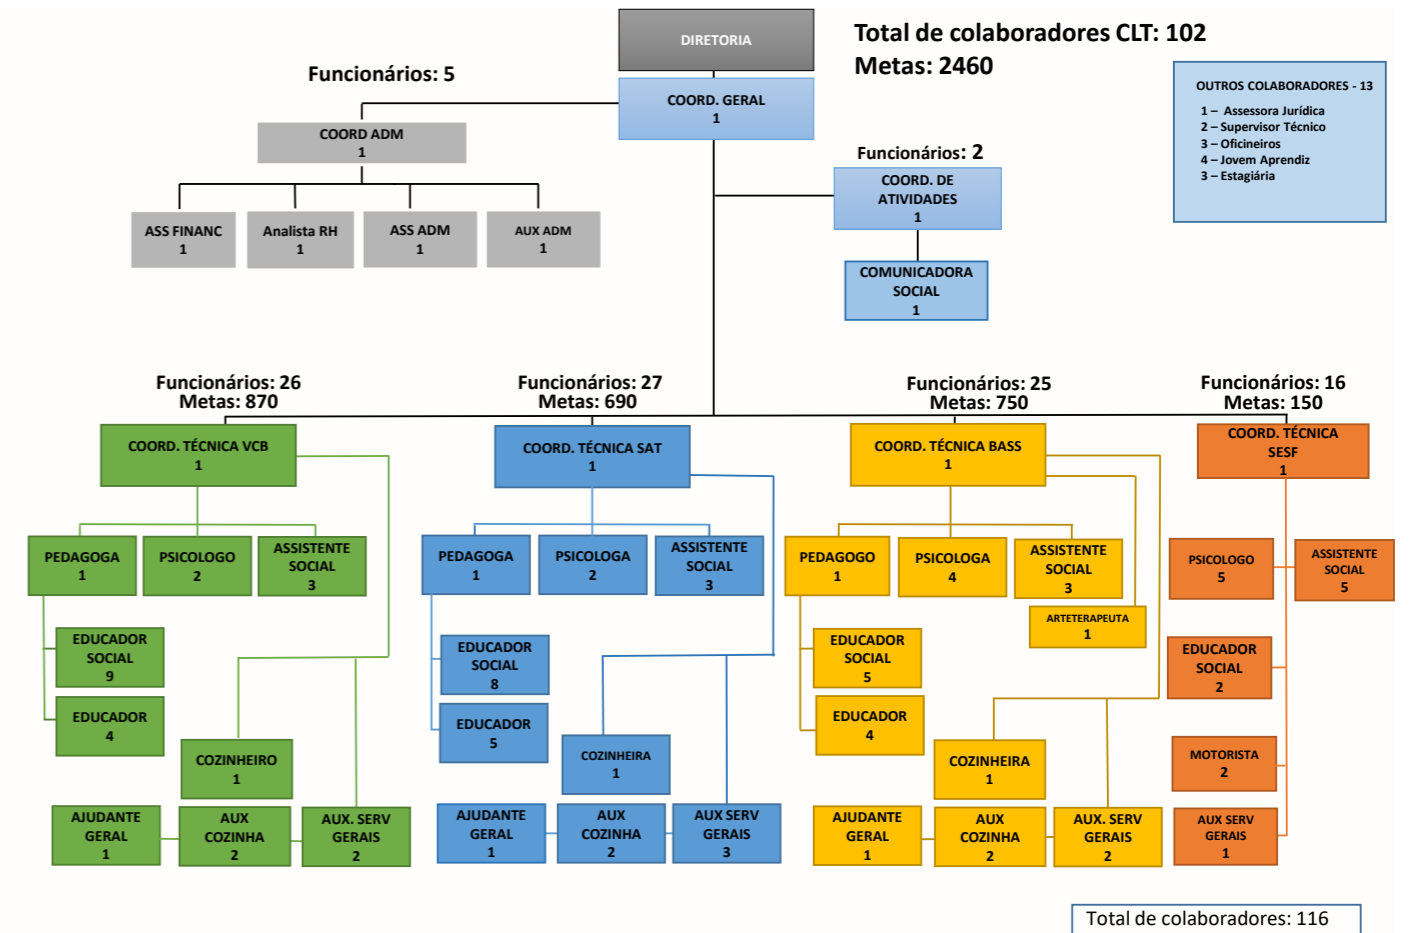 DIRETORIA
Total de colaboradores CLT: 102
Metas: 2460
Funcionários: 5
COORD. GERAL
1
OUTROS COLABORADORES - 13
1 – Assessora Jurídica
2 – Supervisor Técnico
3 – Oficineiros
4 – Jovem Aprendiz
3 – Estagiária
COORD ADM
1
Funcionários: 2
COORD. DE
ATIVIDADES
1
ASS FINANC
1
Analista RH
1
ASS ADM
1
AUX ADM
1
COMUNICADORA
SOCIAL
1
Funcionários: 26
Metas: 870
Funcionários: 27
Metas: 690
Funcionários: 25
Metas: 750
Funcionários: 16
Metas: 150
COORD. TÉCNICA VCB
1
COORD. TÉCNICA SAT
1
COORD. TÉCNICA BASS
1
COORD. TÉCNICA
SESF
1
PEDAGOGA
1
PSICOLOGO
2
ASSISTENTE
SOCIAL
3
PEDAGOGA
1
PSICOLOGA
2
ASSISTENTE
SOCIAL
3
PEDAGOGO
1
PSICOLOGA
4
ASSISTENTE
SOCIAL
3
PSICOLOGO
5
ASSISTENTE
SOCIAL
5
ARTETERAPEUTA
1
EDUCADOR
SOCIAL
9
EDUCADOR
SOCIAL
8
EDUCADOR
SOCIAL
5
EDUCADOR
SOCIAL
2
EDUCADOR
4
EDUCADOR
5
EDUCADOR
4
COZINHEIRO
1
COZINHEIRA
1
COZINHEIRA
1
MOTORISTA
2
AJUDANTE
GERAL
1
AUX
COZINHA
2
AUX. SERV
GERAIS
2
AJUDANTE
GERAL
1
AUX
COZINHA
2
AUX SERV
GERAIS
3
AJUDANTE
GERAL
1
AUX
COZINHA
2
AUX. SERV
GERAIS
2
AUX SERV
GERAIS
1
Total de colaboradores: 116